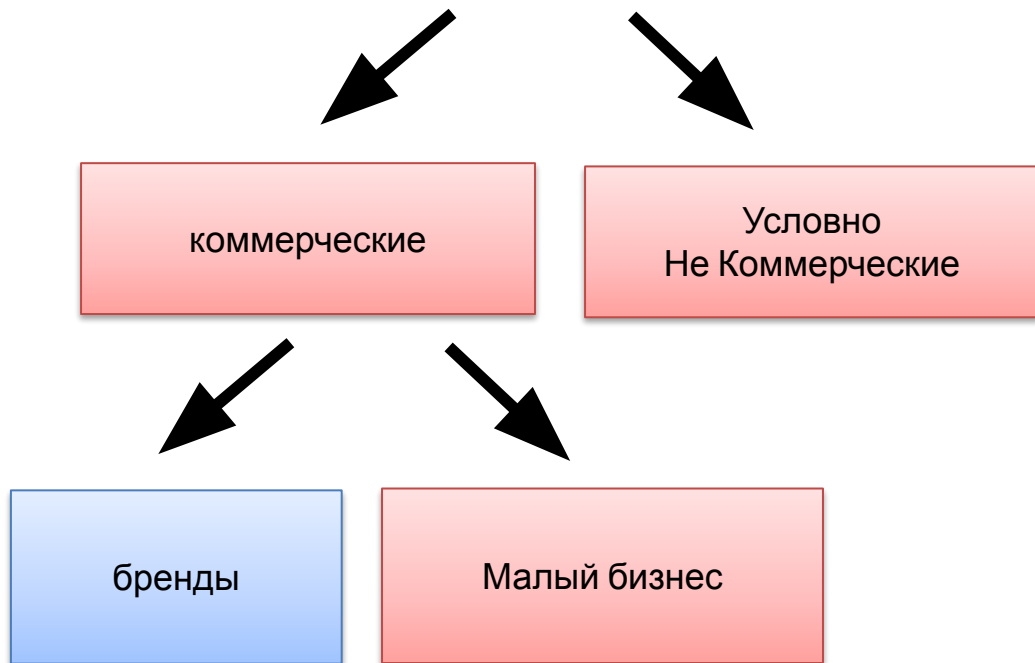 коммерческие
Условно
Не Коммерческие
бренды
Малый бизнес